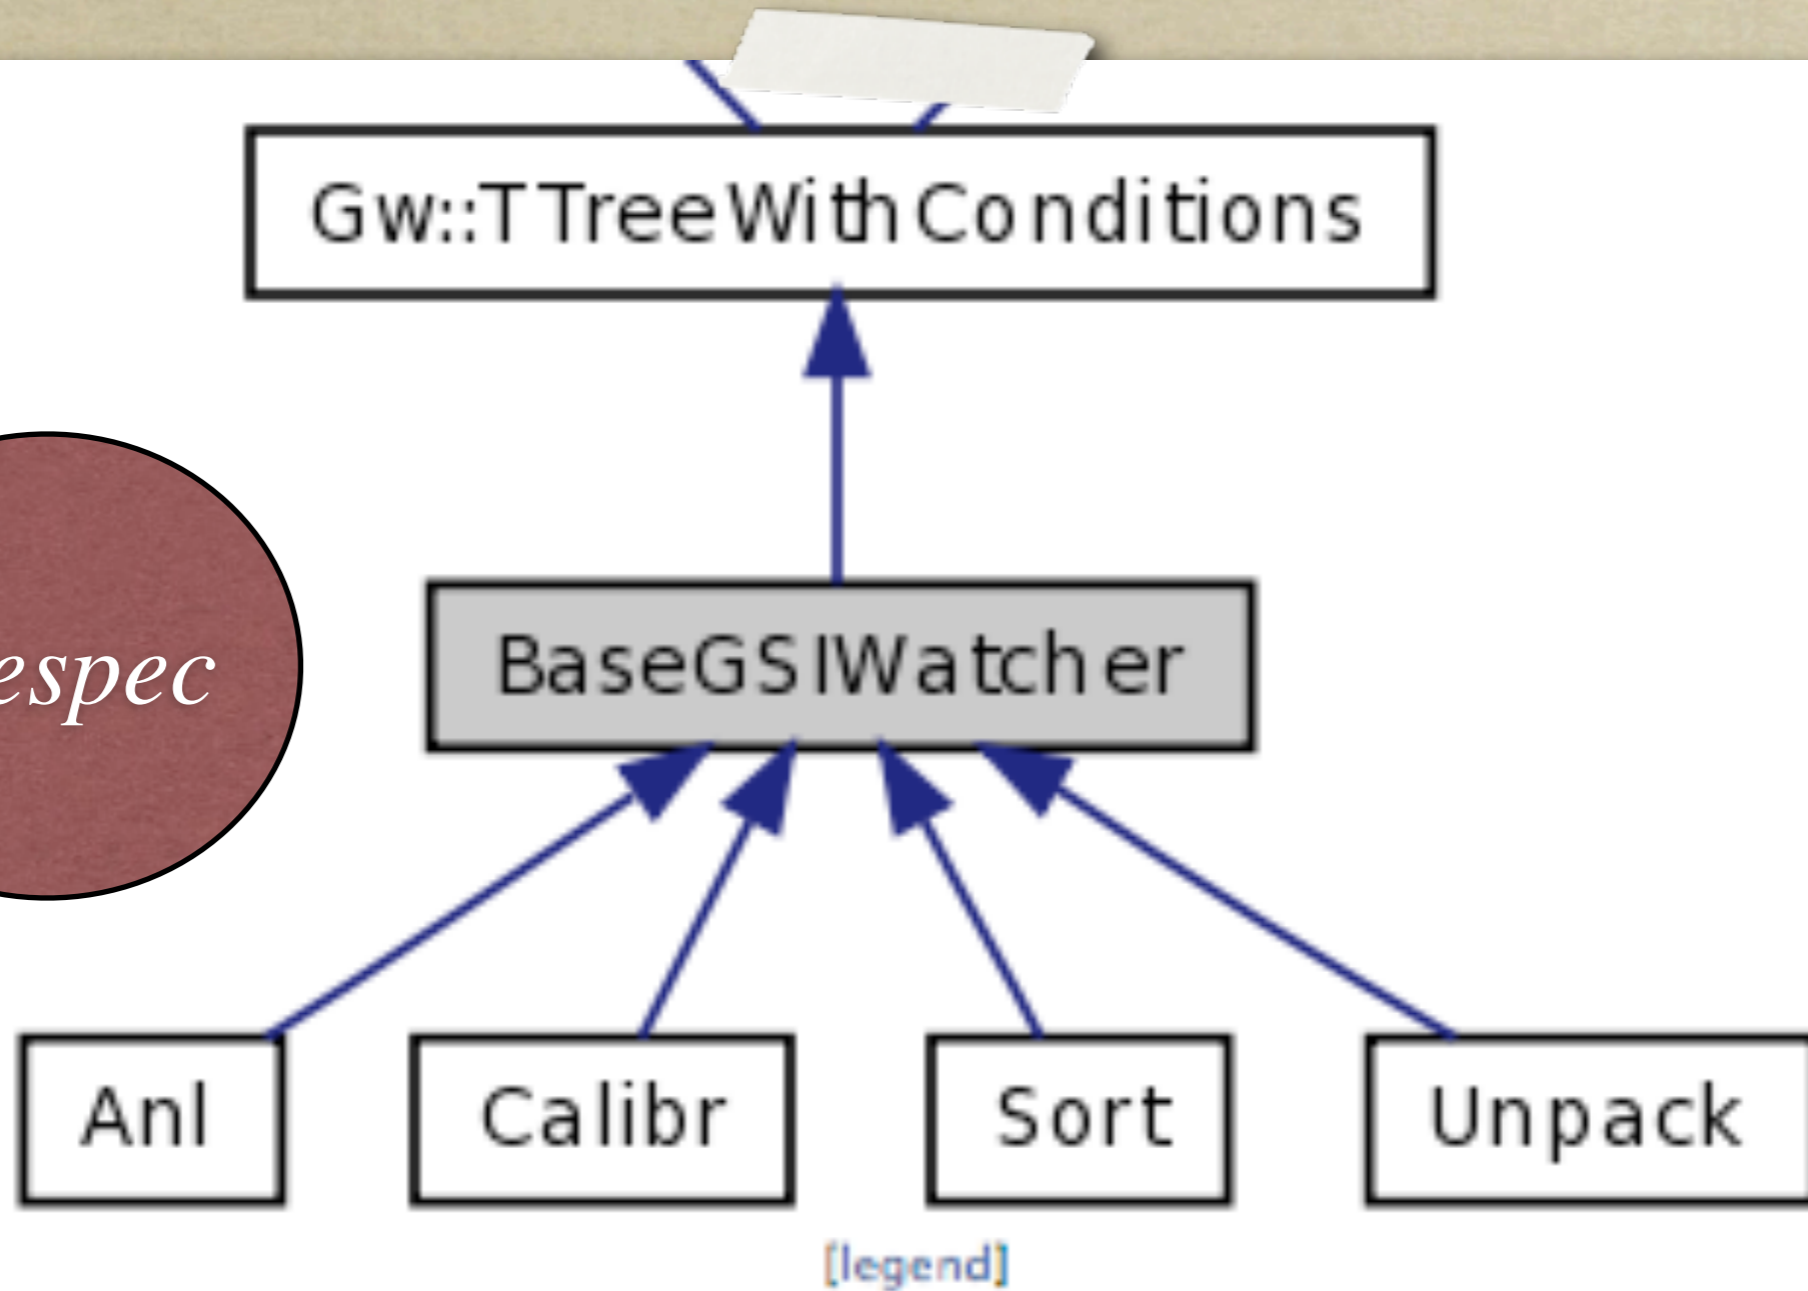 Gw::TTreeWithConditions
BaseGSIWatcher
espec
Anl Calibr Sort Unpack
[legend]